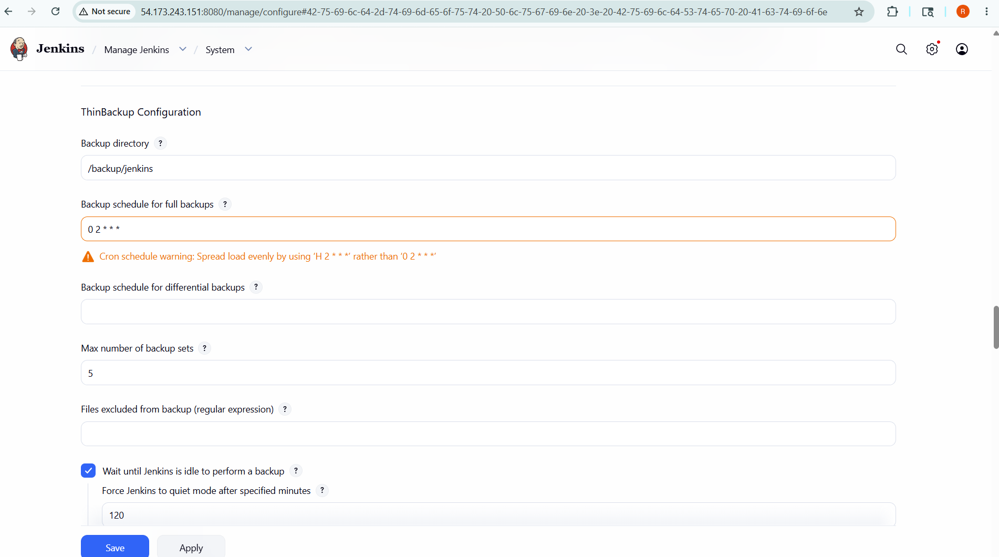 Not secure 54.173.243.151:8080/manage/configure#42-75-69-6c-64-2d-74-69-6d-65-6f-75-74-20-50-6c-75-67-69-6e-20-3e-20-42-75-69-6c-64-53-74-65-70-20-41-63-74-69-6f-6e R
Jenkins / Manage Jenkins / System
ThinBackup Configuration
Backup directory ?
/backup/jenkins
Backup schedule for full backups ?
0 2 * * *
Cron schedule warning: Spread load evenly by using ‘H 2 * * *’ rather than ‘0 2 * * *’
Backup schedule for differential backups ?
Max number of backup sets ?
5
Files excluded from backup (regular expression) ?
Wait until Jenkins is idle to perform a backup ?
Force Jenkins to quiet mode after specified minutes ?
120
Save Apply